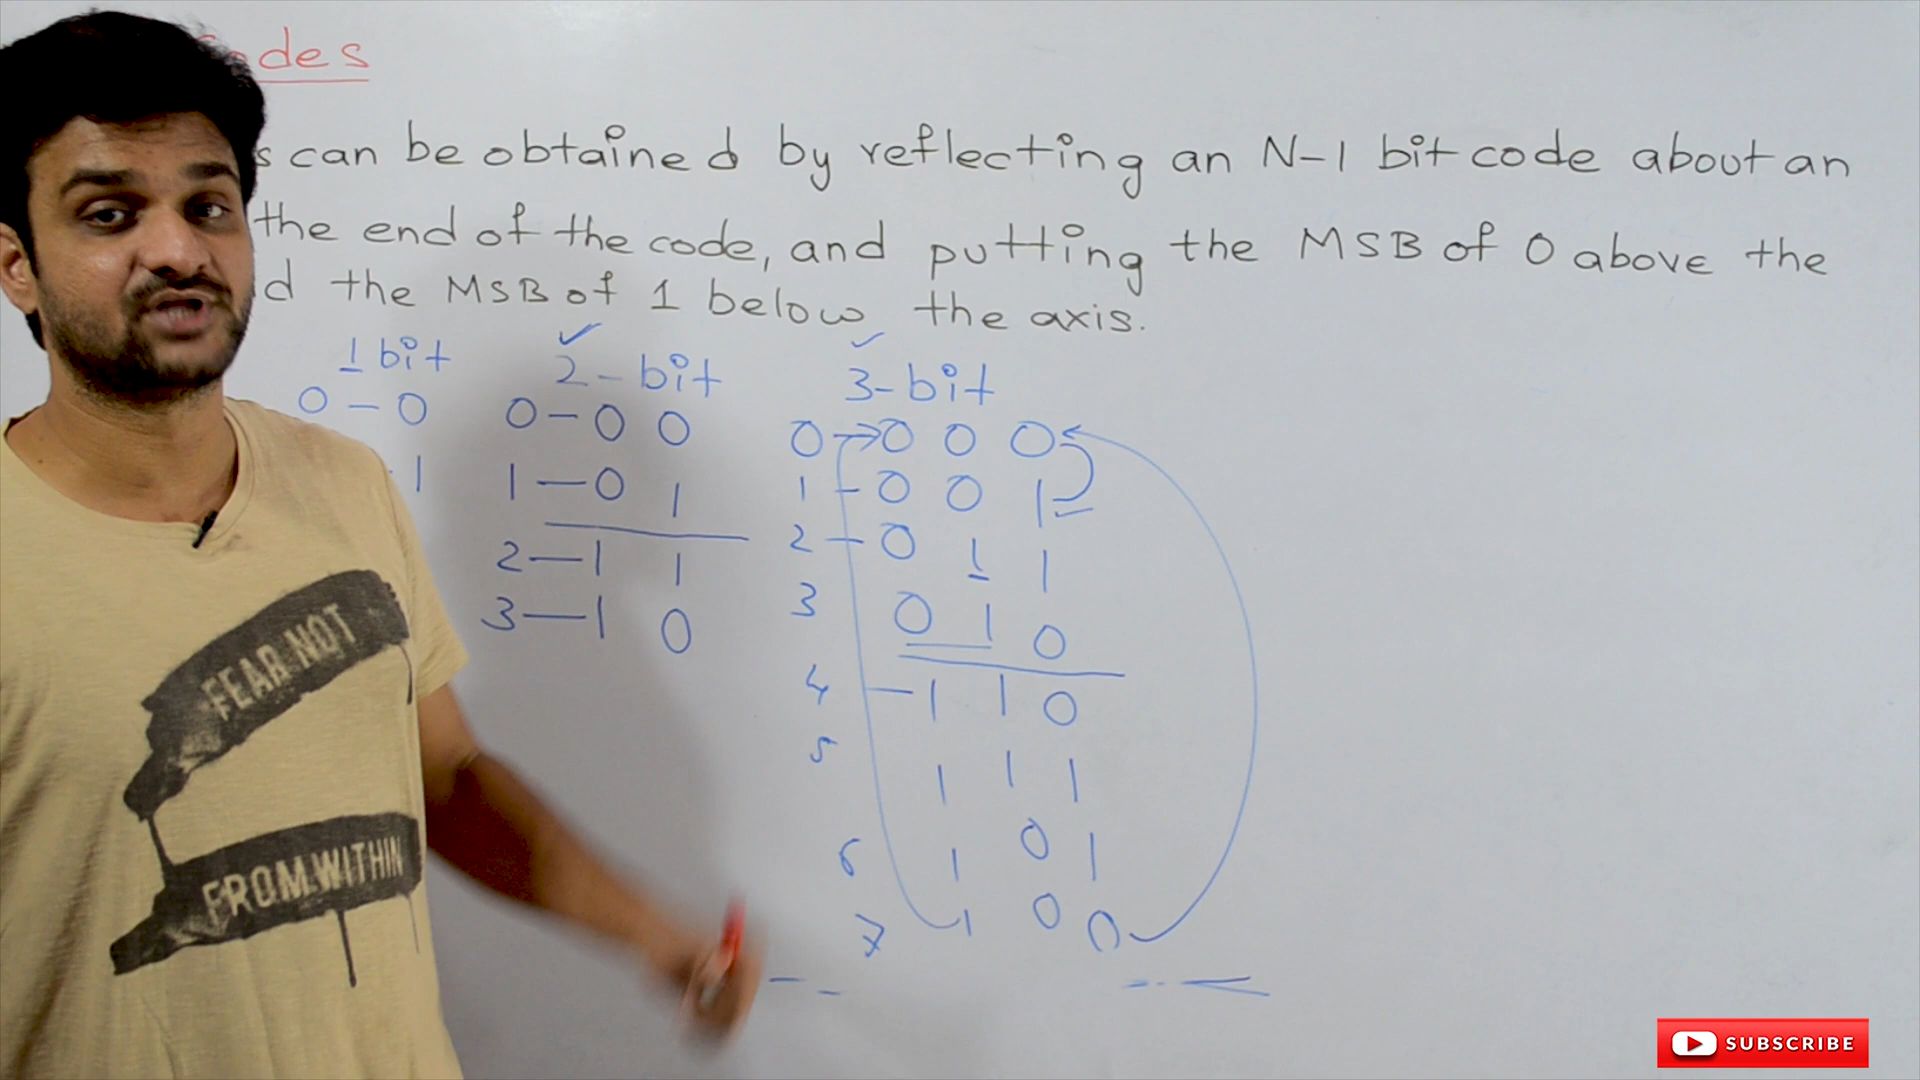 odes
s can be obtained by reflecting an N-1 bit code about an
the end of the code, and putting the MSB of 0 above the
d the MSB of 1 below the axis.
1 bit
0 - 0
1
2-bit
0 - 0 0
1 - 0 1
2 - 1 1
3 - 1 0
3-bit
0 → 0 0 0
1 - 0 0 1
2 - 0 1 1
3 0 1 0
4 - 1 1 0
5 1 1 1
6 1 0 1
7 1 0 0
FEAR NOT
FROM WITHIN
SUBSCRIBE